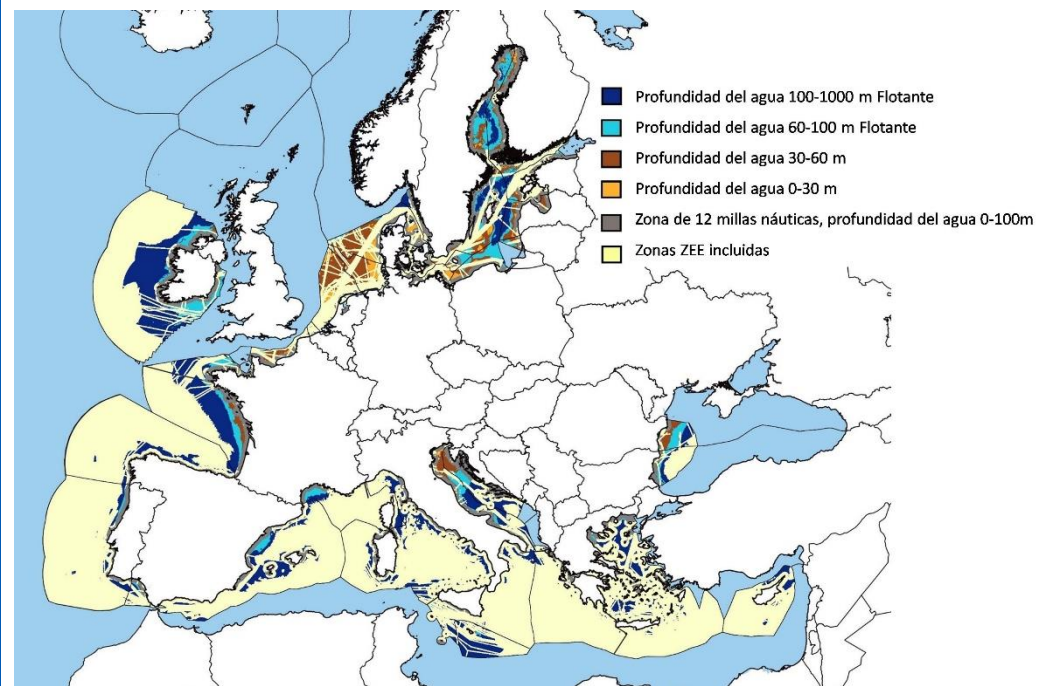 Profundidad del agua 100-1000 m Flotante
Profundidad del agua 60-100 m Flotante
Profundidad del agua 30-60 m
Profundidad del agua 0-30 m
Zona de 12 millas náuticas, profundidad del agua 0-100m
Zonas ZEE incluidas